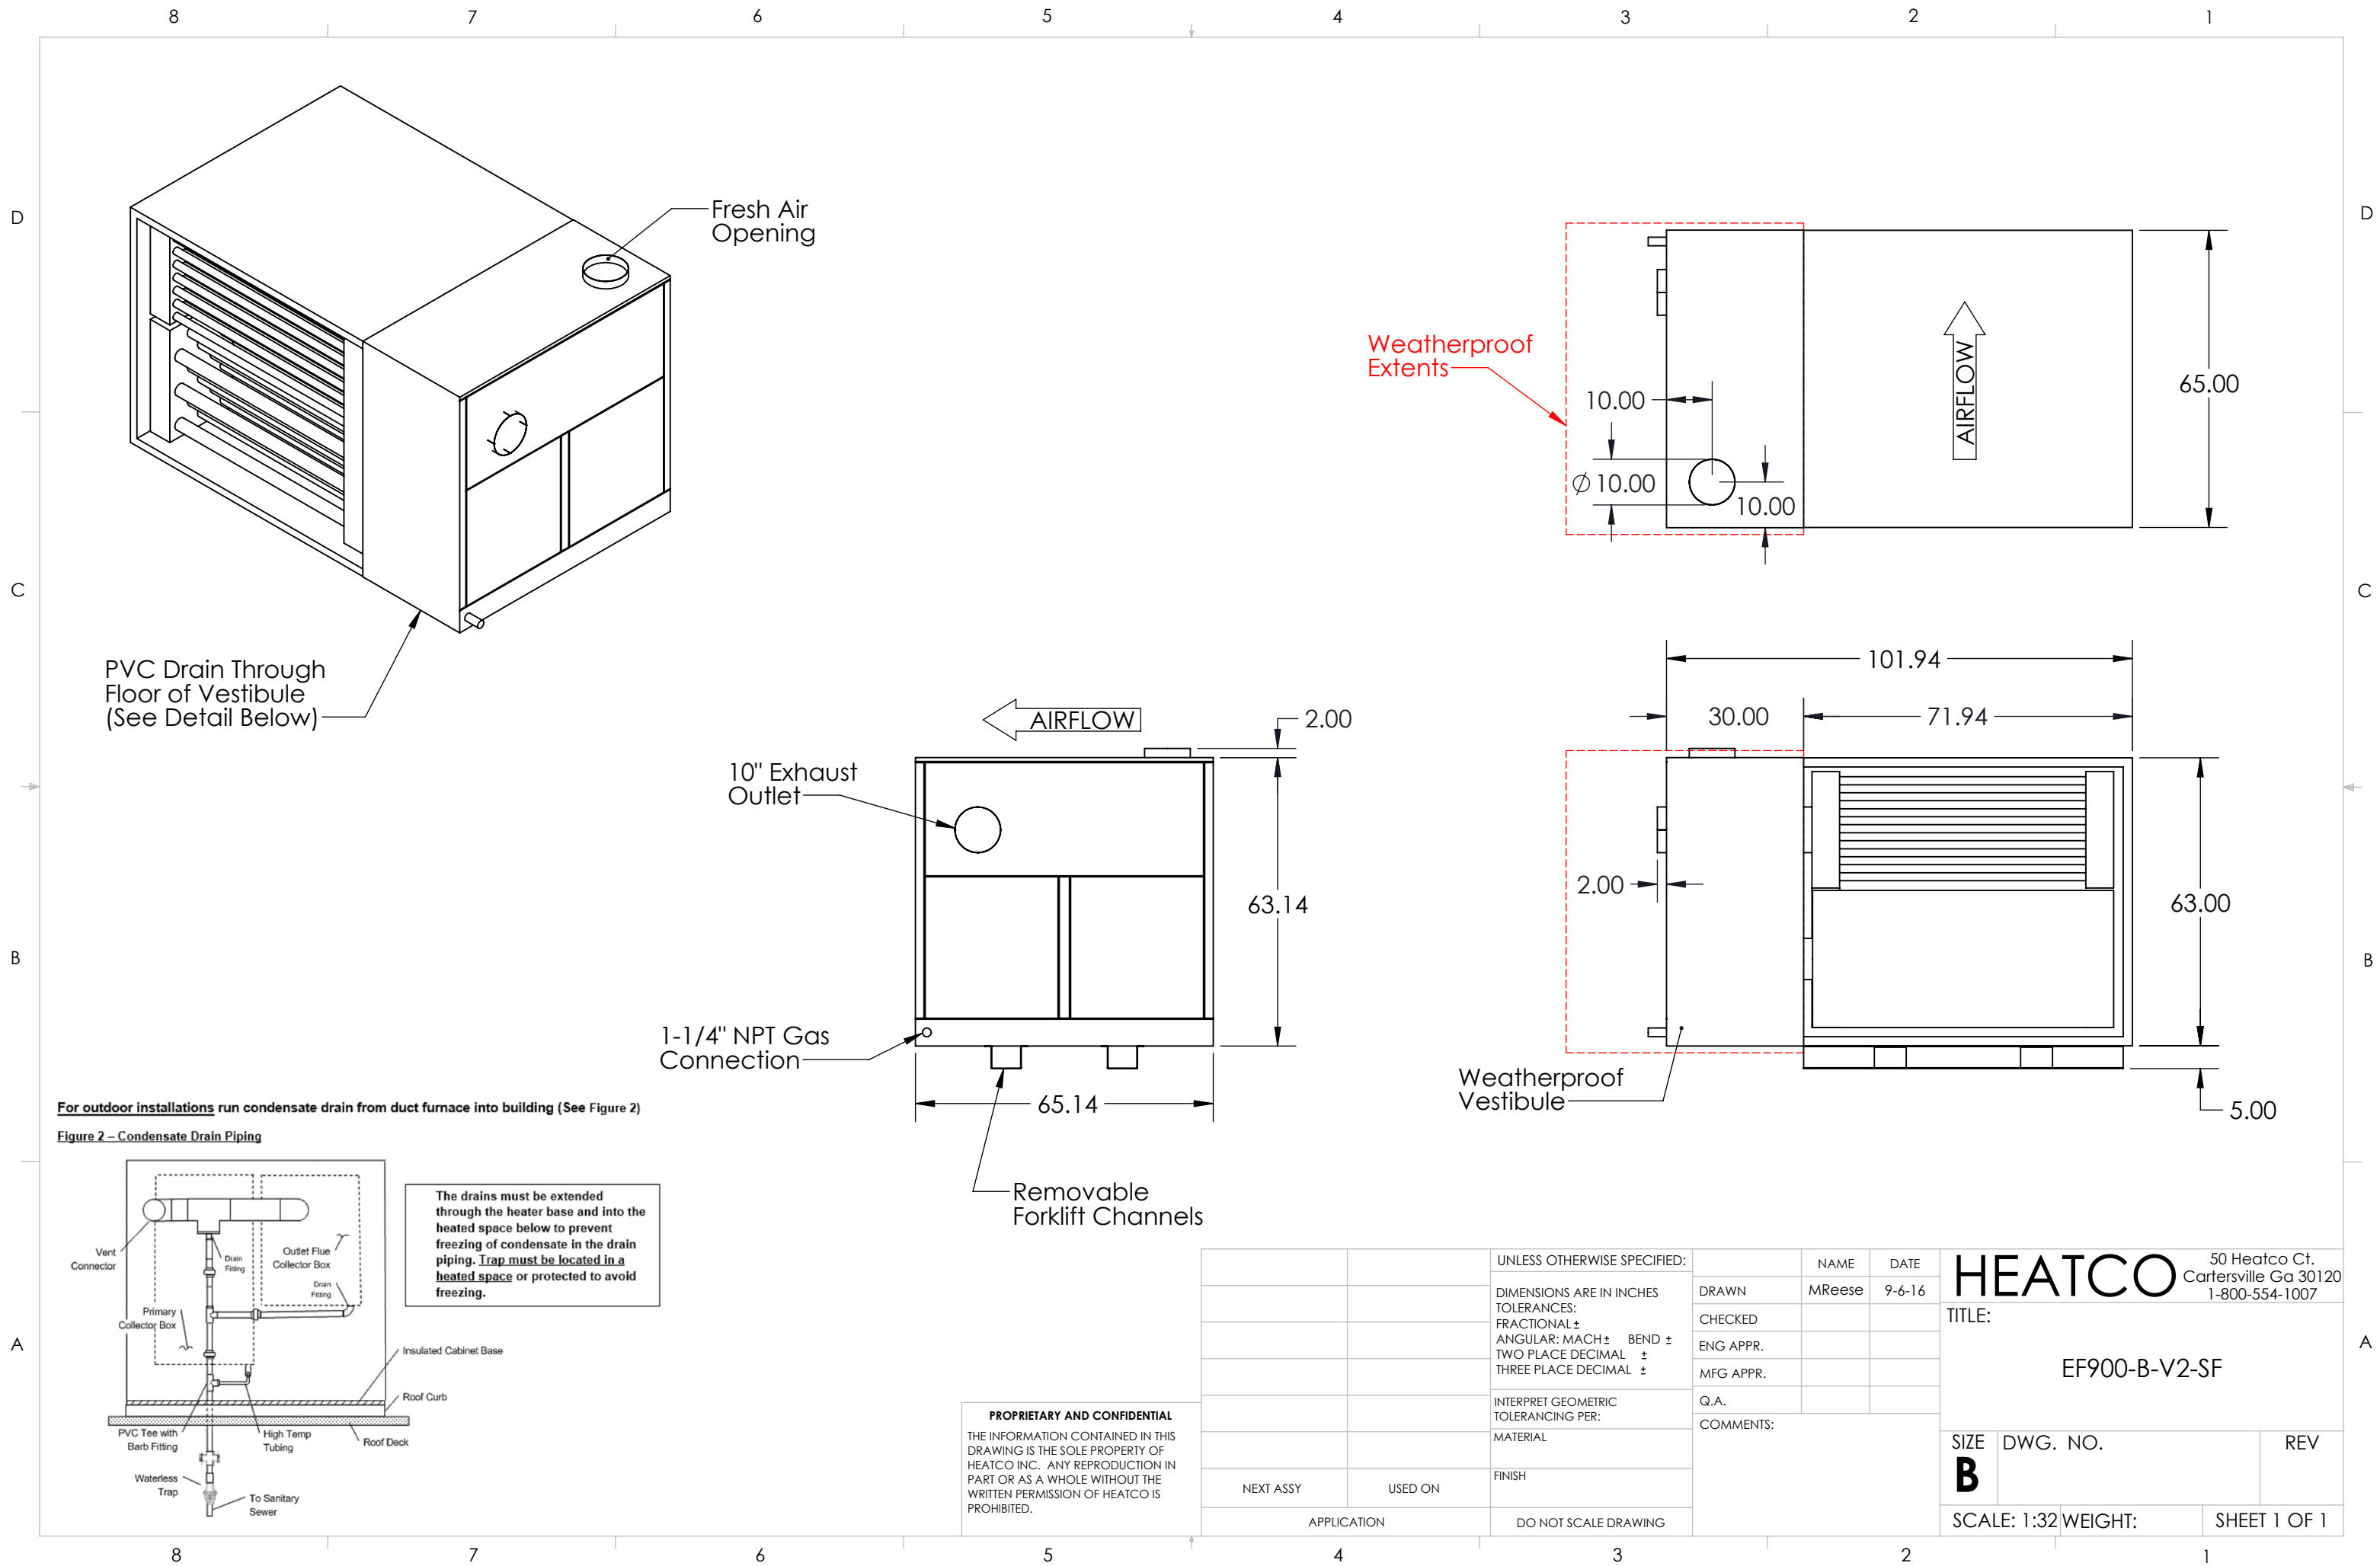 8 7 6 5 4 3 2 1
D
C
B
A
D
C
B
A
Fresh Air
Opening
PVC Drain Through
Floor of Vestibule
(See Detail Below)
Weatherproof
Extents
10.00
Ø10.00
10.00
AIRFLOW
65.00
AIRFLOW
2.00
10" Exhaust
Outlet
63.14
1-1/4" NPT Gas
Connection
65.14
Removable
Forklift Channels
101.94
30.00
71.94
2.00
63.00
Weatherproof
Vestibule
5.00
For outdoor installations run condensate drain from duct furnace into building (See Figure 2)
Figure 2 – Condensate Drain Piping
Vent
Connector
Drain
Fitting
Outlet Flue
Collector Box
Drain
Fitting
Primary
Collector Box
Insulated Cabinet Base
Roof Curb
PVC Tee with
Barb Fitting
High Temp
Tubing
Roof Deck
Waterless
Trap
To Sanitary
Sewer
The drains must be extended
through the heater base and into the
heated space below to prevent
freezing of condensate in the drain
piping. Trap must be located in a
heated space or protected to avoid
freezing.
PROPRIETARY AND CONFIDENTIAL
THE INFORMATION CONTAINED IN THIS
DRAWING IS THE SOLE PROPERTY OF
HEATCO INC. ANY REPRODUCTION IN
PART OR AS A WHOLE WITHOUT THE
WRITTEN PERMISSION OF HEATCO IS
PROHIBITED.
NEXT ASSY
USED ON
APPLICATION
UNLESS OTHERWISE SPECIFIED:
DIMENSIONS ARE IN INCHES
TOLERANCES:
FRACTIONAL ±
ANGULAR: MACH ± BEND ±
TWO PLACE DECIMAL ±
THREE PLACE DECIMAL ±
INTERPRET GEOMETRIC
TOLERANCING PER:
MATERIAL
FINISH
DO NOT SCALE DRAWING
NAME DATE
DRAWN MReese 9-6-16
CHECKED
ENG APPR.
MFG APPR.
Q.A.
COMMENTS:
HEATCO
50 Heatco Ct.
Cartersville Ga 30120
1-800-554-1007
TITLE:
EF900-B-V2-SF
SIZE DWG. NO. REV
B
SCALE: 1:32 WEIGHT: SHEET 1 OF 1
8 7 6 5 4 3 2 1